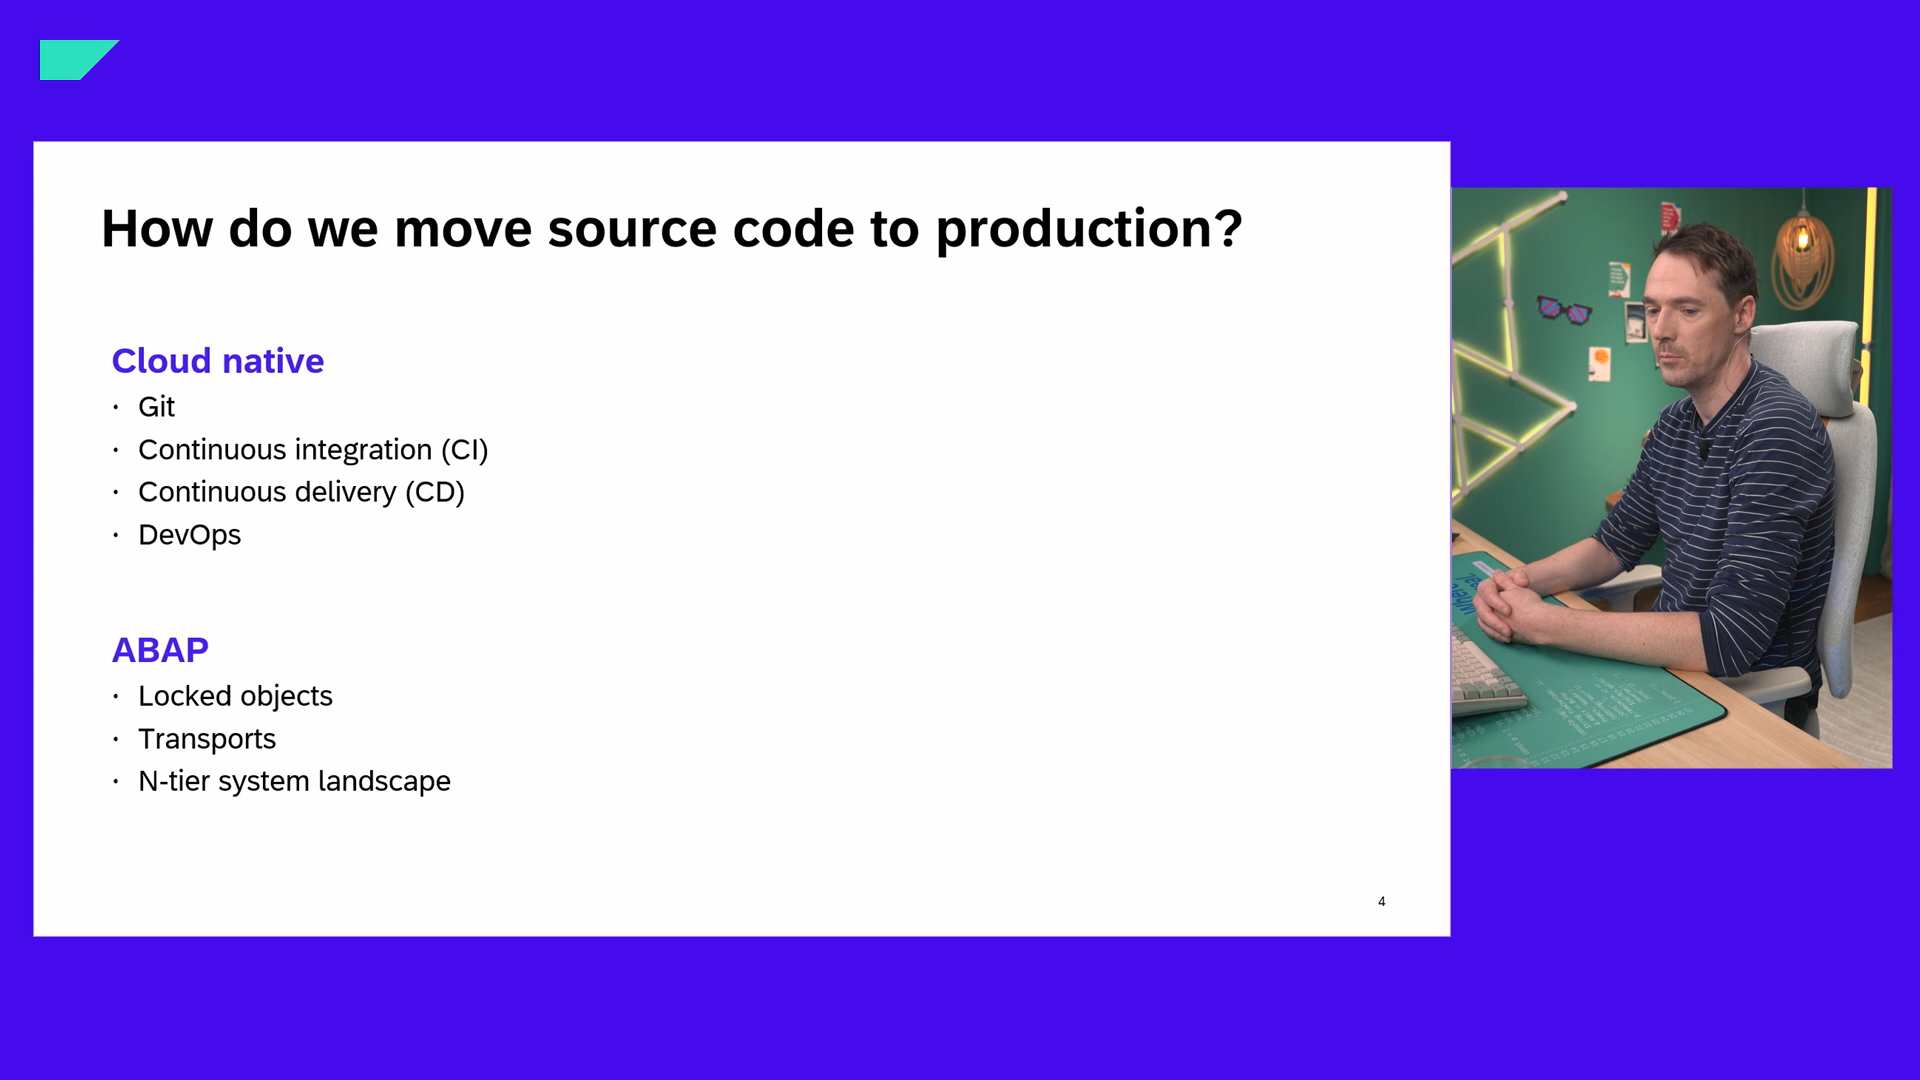 How do we move source code to production?
Cloud native
· Git
· Continuous integration (CI)
· Continuous delivery (CD)
· DevOps
ABAP
· Locked objects
· Transports
· N-tier system landscape
4